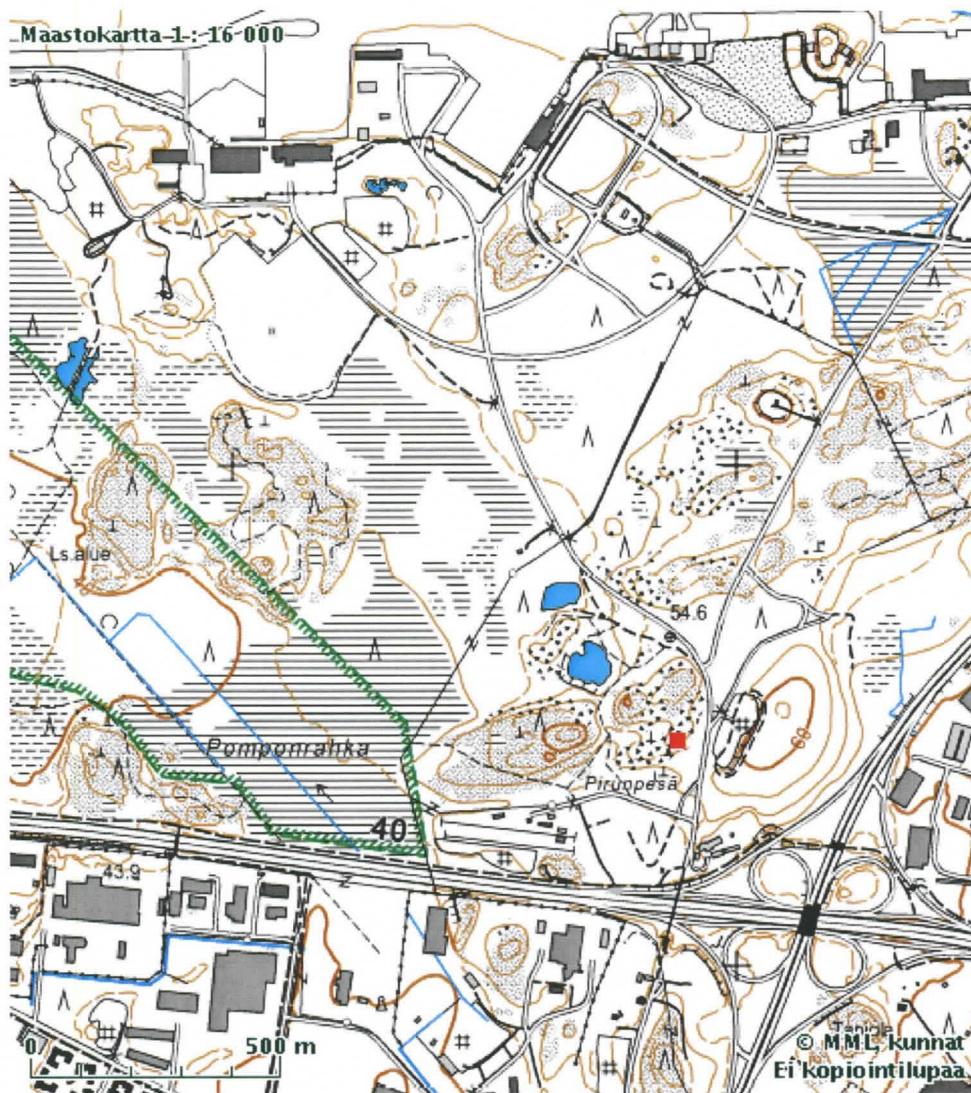 Maastokartta 1 : 16 000
Ls.alue
54.6
Pomponrahka
60
Pirunpesä
40
43.9
0 500 m
© MML, kunnat
Ei kopiointilupaa